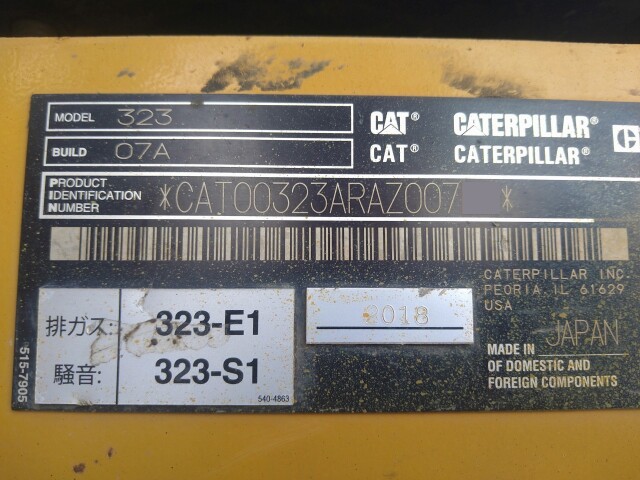 MODEL 323
BUILD 07A
PRODUCT
IDENTIFICATION
NUMBER
*CAT00323ARAZ007 *
CAT® CATERPILLAR®
CAT® CATERPILLAR®
CATERPILLAR INC.
PEORIA, IL 61629
USA
排ガス: 323-E1
騒音: 323-S1
540-4863
2018
MADE IN JAPAN
OF DOMESTIC AND
FOREIGN COMPONENTS
515-7905